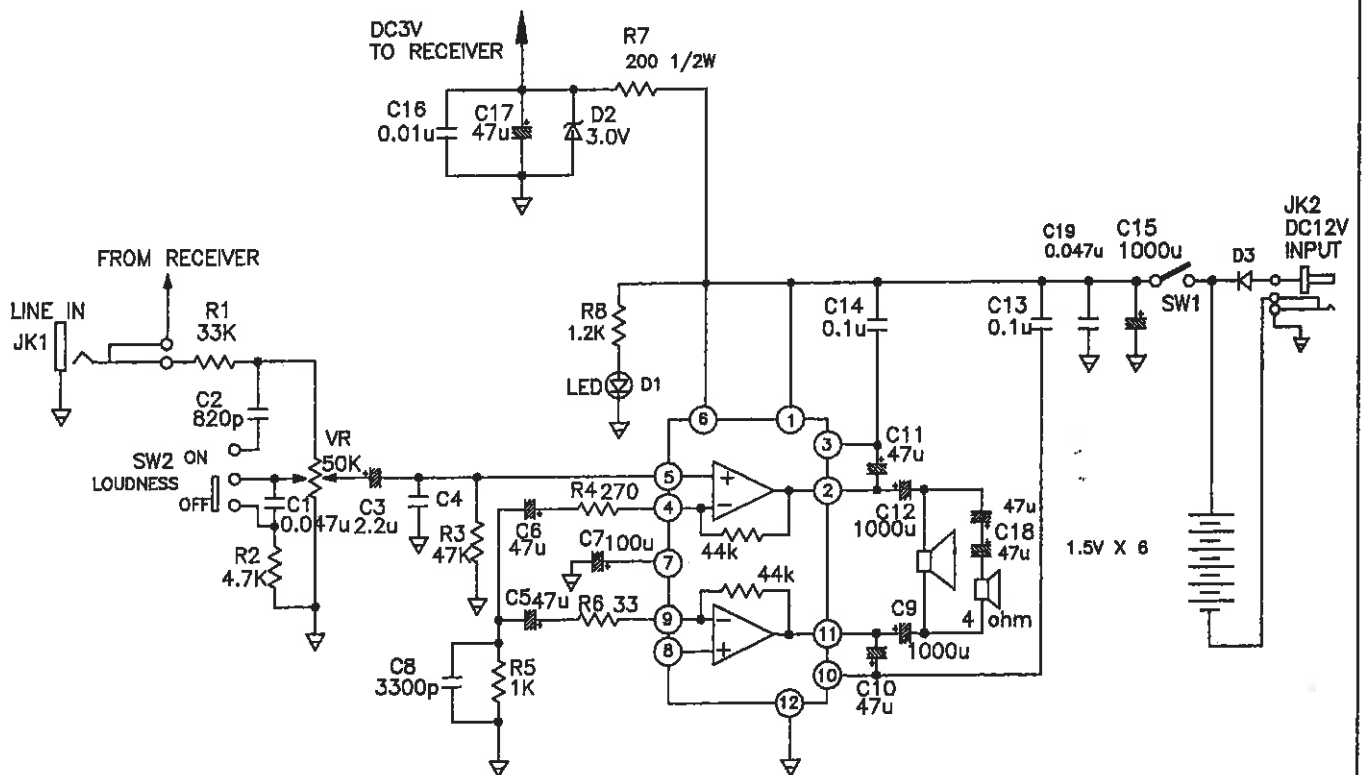 DC3V
TO RECEIVER
R7
200 1/2W
C16
0.01u
C17
47u
+
D2
3.0V
JK2
DC12V
INPUT
C19
0.047u
C15
1000u
D3
FROM RECEIVER
LINE IN
JK1
R1
33K
R8
1.2K
C14
0.1u
C13
0.1u
+
SW1
LED
D1
C2
820p
6
1
3
VR
50K
SW2 ON
LOUDNESS
OFF
C11
47u
+
C1
0.047u
+
C3
2.2u
C4
5
+
2
R4 270
4
−
+
C12
1000u
47u
C18
47u
R3
47K
C6
47u
+
44k
1.5V X 6
C7 100u
+
7
44k
R2
4.7K
C5 47u
+
R6 33
9
−
C9
+
1000u
4 ohm
11
8
+
C8
3300p
R5
1K
10
+
C10
47u
12